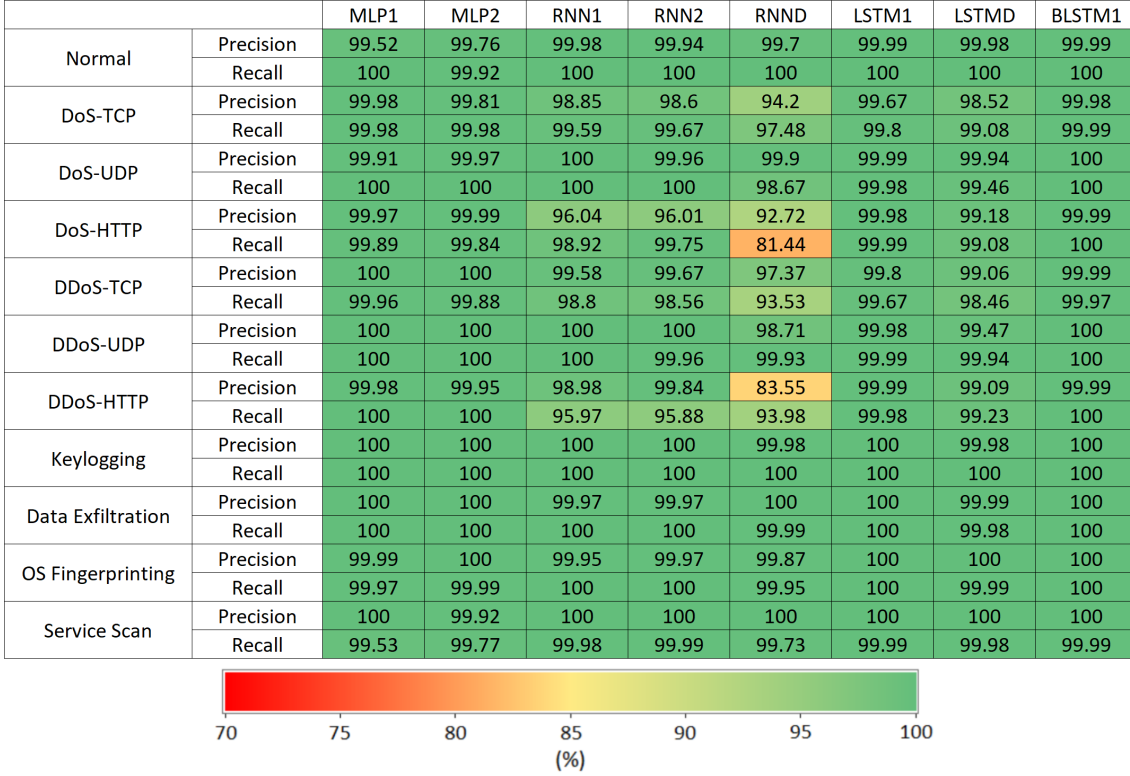 MLP1 MLP2 RNN1 RNN2 RNND LSTM1 LSTMD BLSTM1
Normal
Precision 99.52 99.76 99.98 99.94 99.7 99.99 99.98 99.99
Recall 100 99.92 100 100 100 100 100 100
DoS-TCP
Precision 99.98 99.81 98.85 98.6 94.2 99.67 98.52 99.98
Recall 99.98 99.98 99.59 99.67 97.48 99.8 99.08 99.99
DoS-UDP
Precision 99.91 99.97 100 99.96 99.9 99.99 99.94 100
Recall 100 100 100 100 98.67 99.98 99.46 100
DoS-HTTP
Precision 99.97 99.99 96.04 96.01 92.72 99.98 99.18 99.99
Recall 99.89 99.84 98.92 99.75 81.44 99.99 99.08 100
DDoS-TCP
Precision 100 100 99.58 99.67 97.37 99.8 99.06 99.99
Recall 99.96 99.88 98.8 98.56 93.53 99.67 98.46 99.97
DDoS-UDP
Precision 100 100 100 100 98.71 99.98 99.47 100
Recall 100 100 100 99.96 99.93 99.99 99.94 100
DDoS-HTTP
Precision 99.98 99.95 98.98 99.84 83.55 99.99 99.09 99.99
Recall 100 100 95.97 95.88 93.98 99.98 99.23 100
Keylogging
Precision 100 100 100 100 99.98 100 99.98 100
Recall 100 100 100 100 100 100 100 100
Data Exfiltration
Precision 100 100 99.97 99.97 100 100 99.99 100
Recall 100 100 100 100 99.99 100 99.98 100
OS Fingerprinting
Precision 99.99 100 99.95 99.97 99.87 100 100 100
Recall 99.97 99.99 100 100 99.95 100 99.99 100
Service Scan
Precision 100 99.92 100 100 100 100 100 100
Recall 99.53 99.77 99.98 99.99 99.73 99.99 99.98 99.99
70 75 80 85 90 95 100
(%)